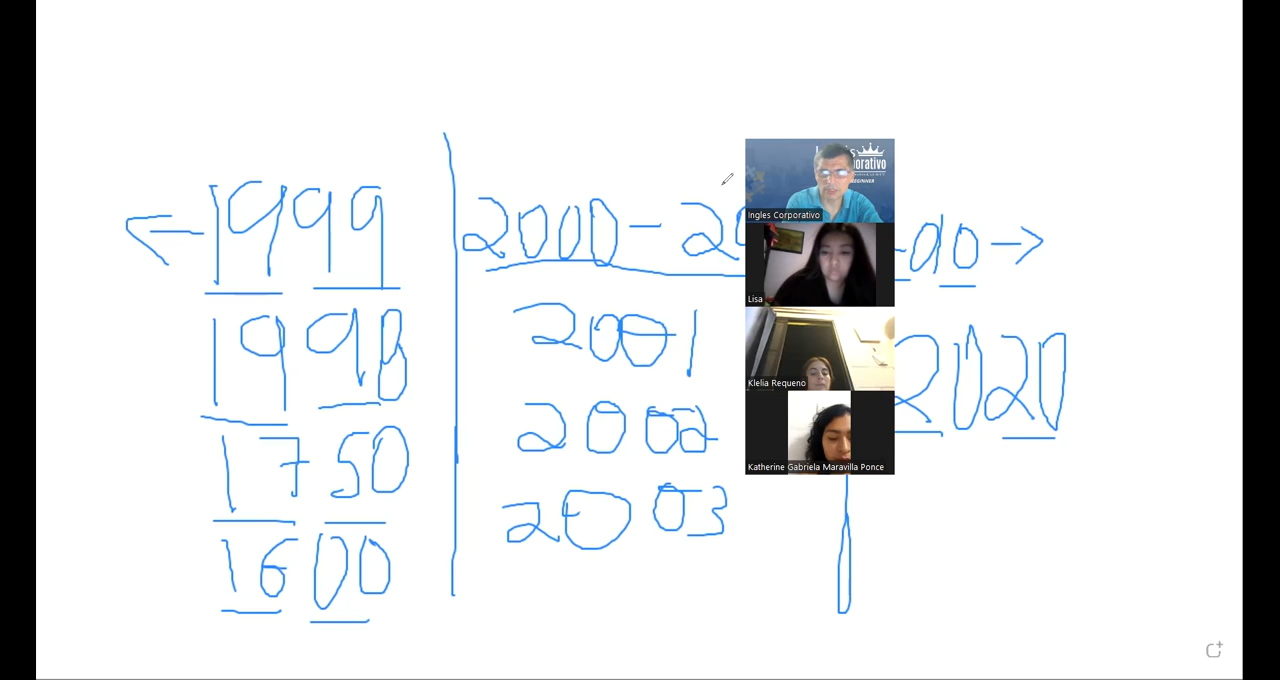 ← 1999
2000 - 20
→
1998
2001
2020
1750
2002
1600
2003
Ingles Corporativo
Lisa
Klelia Requeno
Katherine Gabriela Maravilla Ponce